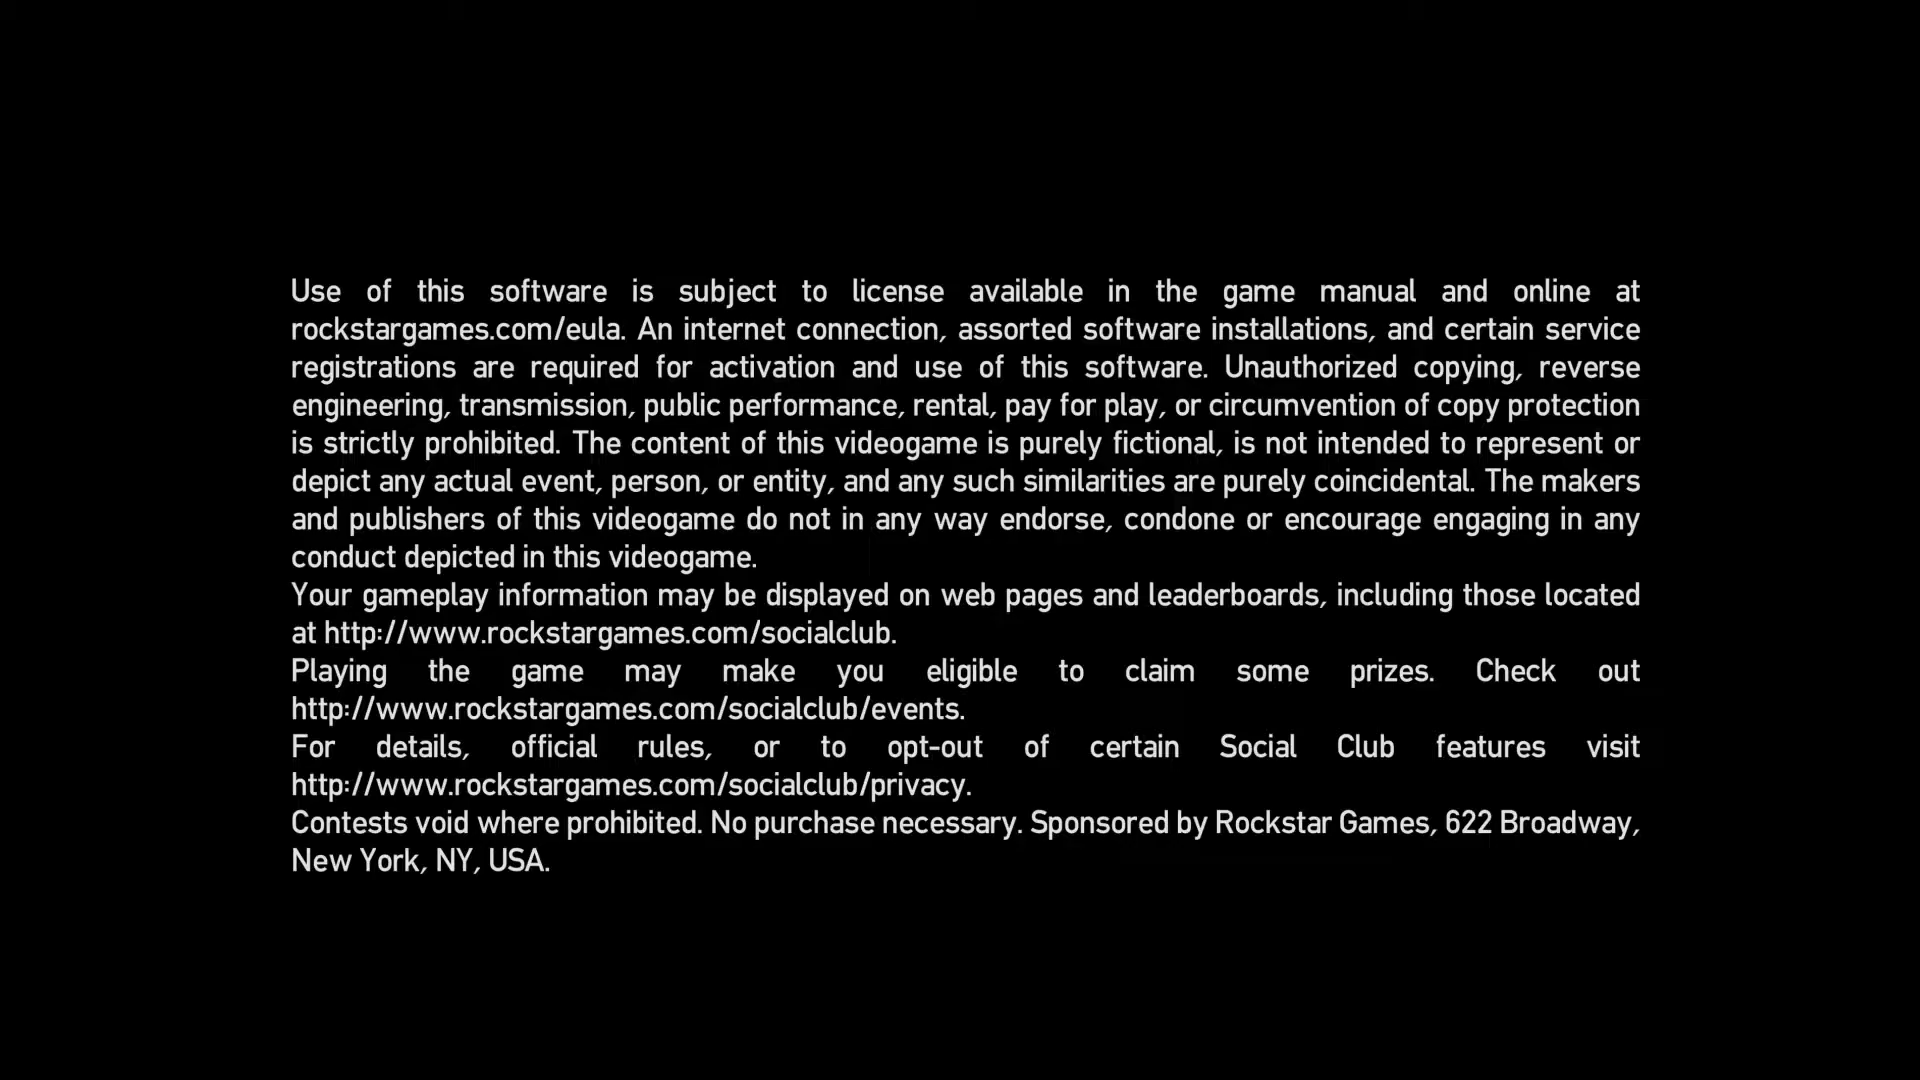 Use of this software is subject to license available in the game manual and online at
rockstargames.com/eula. An internet connection, assorted software installations, and certain service
registrations are required for activation and use of this software. Unauthorized copying, reverse
engineering, transmission, public performance, rental, pay for play, or circumvention of copy protection
is strictly prohibited. The content of this videogame is purely fictional, is not intended to represent or
depict any actual event, person, or entity, and any such similarities are purely coincidental. The makers
and publishers of this videogame do not in any way endorse, condone or encourage engaging in any
conduct depicted in this videogame.
Your gameplay information may be displayed on web pages and leaderboards, including those located
at http://www.rockstargames.com/socialclub.
Playing the game may make you eligible to claim some prizes. Check out
http://www.rockstargames.com/socialclub/events.
For details, official rules, or to opt-out of certain Social Club features visit
http://www.rockstargames.com/socialclub/privacy.
Contests void where prohibited. No purchase necessary. Sponsored by Rockstar Games, 622 Broadway,
New York, NY, USA.